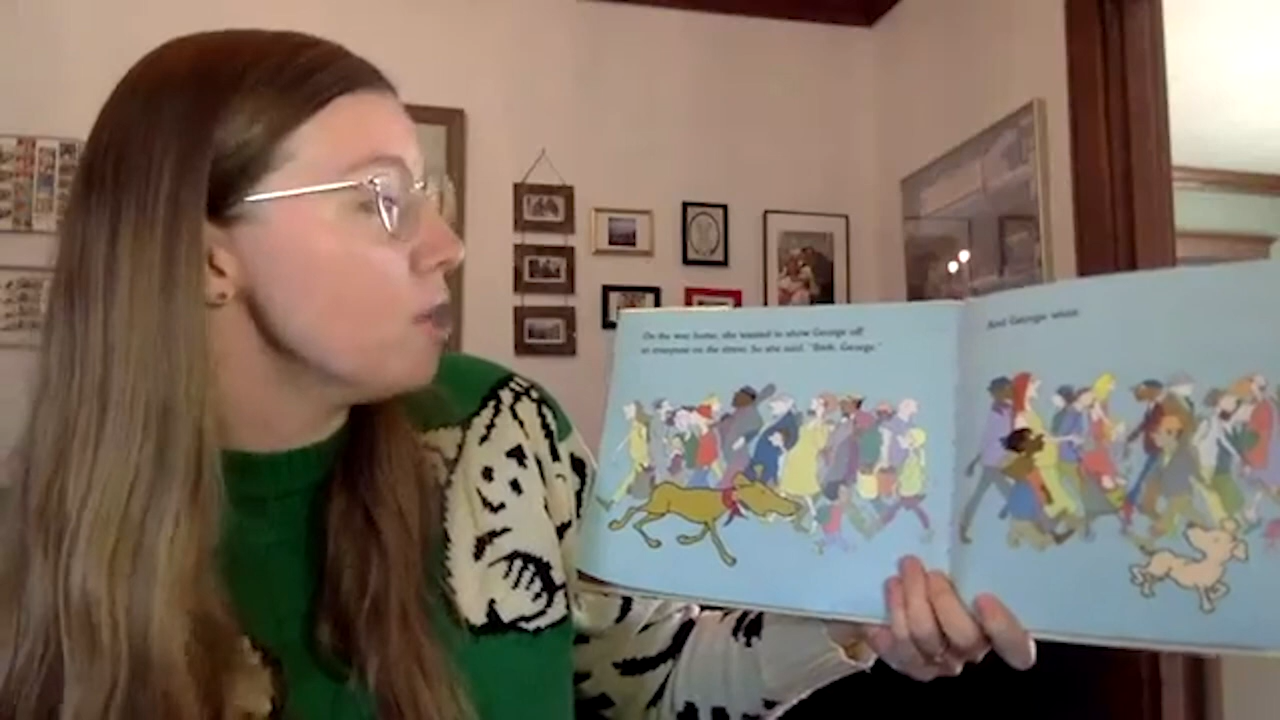 On the way home, she wanted to show George off
to everyone on the street. So she said, "Bark, George."
And George went: